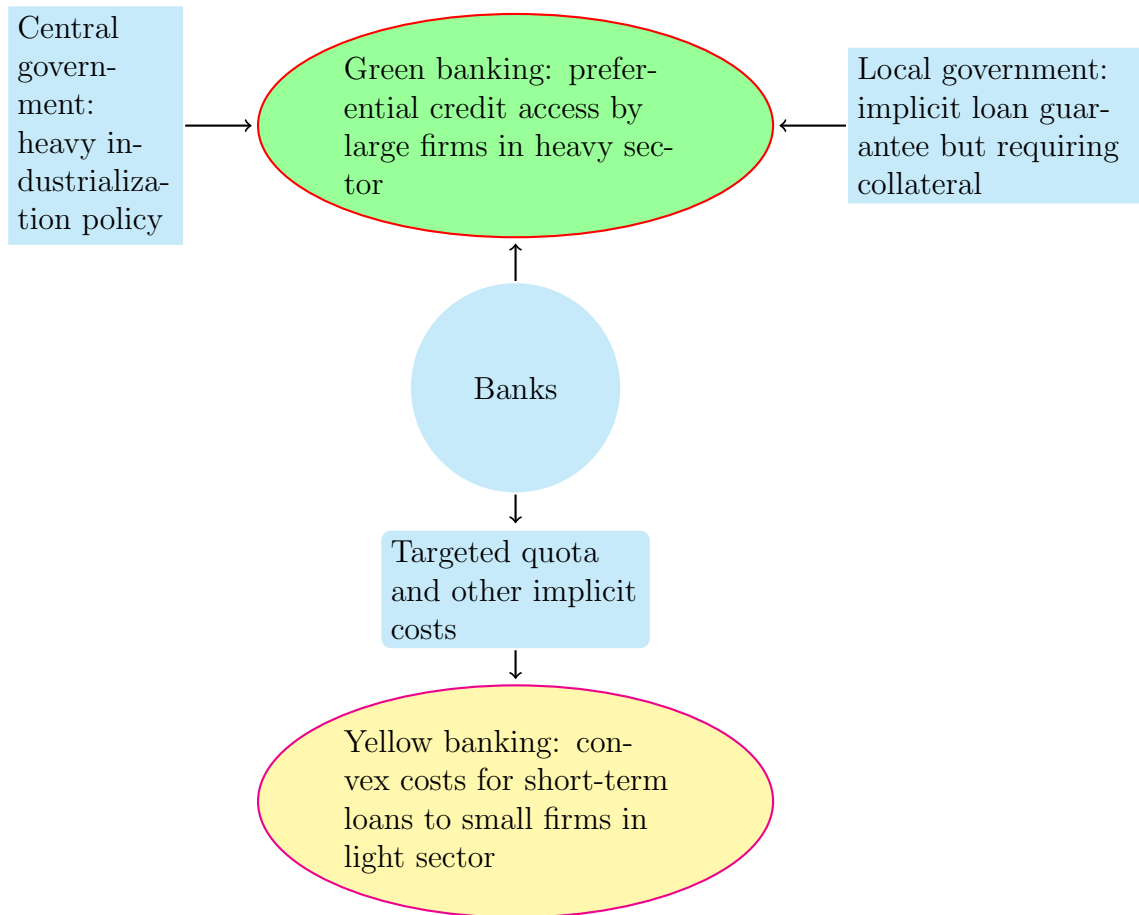 Central
govern-
ment:
heavy in-
dustrializa-
tion policy
Green banking: prefer-
ential credit access by
large firms in heavy sec-
tor
Local government:
implicit loan guar-
antee but requiring
collateral
Banks
Targeted quota
and other implicit
costs
Yellow banking: con-
vex costs for short-term
loans to small firms in
light sector